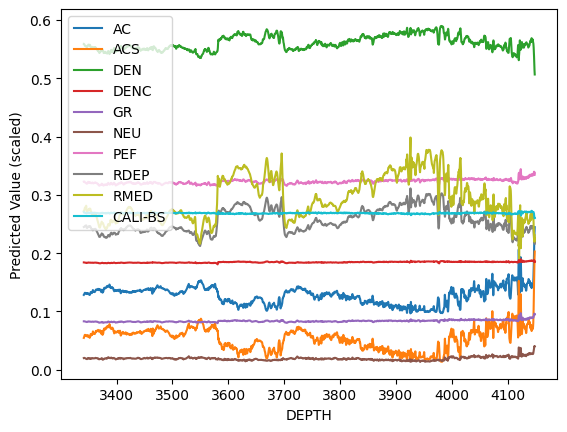 0.6
0.5
0.4
0.3
0.2
0.1
0.0
Predicted Value (scaled)
AC
ACS
DEN
DENC
GR
NEU
PEF
RDEP
RMED
CALI-BS
3400 3500 3600 3700 3800 3900 4000 4100
DEPTH